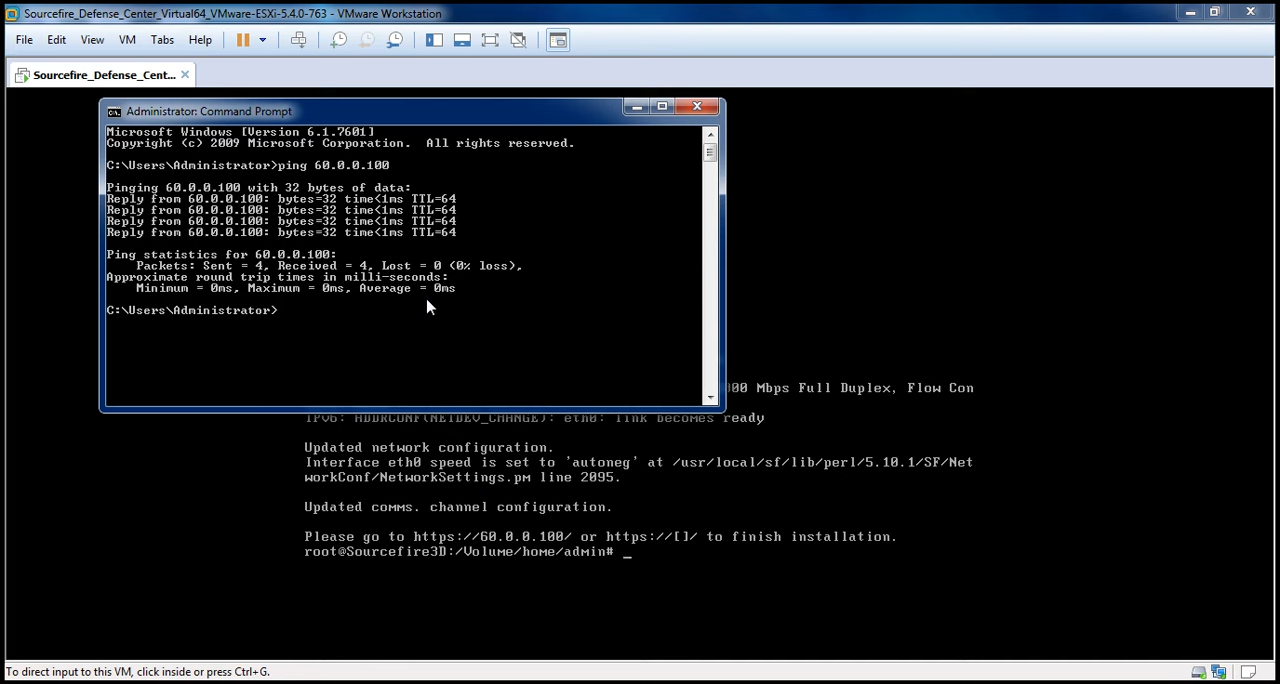 Sourcefire_Defense_Center_Virtual64_VMware-ESXi-5.4.0-763 - VMware Workstation
File Edit View VM Tabs Help
Sourcefire_Defense_Cent...
Administrator: Command Prompt
Microsoft Windows [Version 6.1.7601]
Copyright (c) 2009 Microsoft Corporation.  All rights reserved.
C:\Users\Administrator>ping 60.0.0.100
Pinging 60.0.0.100 with 32 bytes of data:
Reply from 60.0.0.100: bytes=32 time<1ms TTL=64
Reply from 60.0.0.100: bytes=32 time<1ms TTL=64
Reply from 60.0.0.100: bytes=32 time<1ms TTL=64
Reply from 60.0.0.100: bytes=32 time<1ms TTL=64
Ping statistics for 60.0.0.100:
Packets: Sent = 4, Received = 4, Lost = 0 (0% loss),
Approximate round trip times in milli-seconds:
Minimum = 0ms, Maximum = 0ms, Average = 0ms
C:\Users\Administrator>
00 Mbps Full Duplex, Flow Con
IPv6: ADDRCONF(NETDEV_CHANGE): eth0: link becomes ready
Updated network configuration.
Interface eth0 speed is set to 'autoneg' at /usr/local/sf/lib/perl/5.10.1/SF/Net
workConf/NetworkSettings.pm line 2095.
Updated comms. channel configuration.
Please go to https://60.0.0.100/ or https://[]/ to finish installation.
root@Sourcefire3D:/Volume/home/admin# _
To direct input to this VM, click inside or press Ctrl+G.